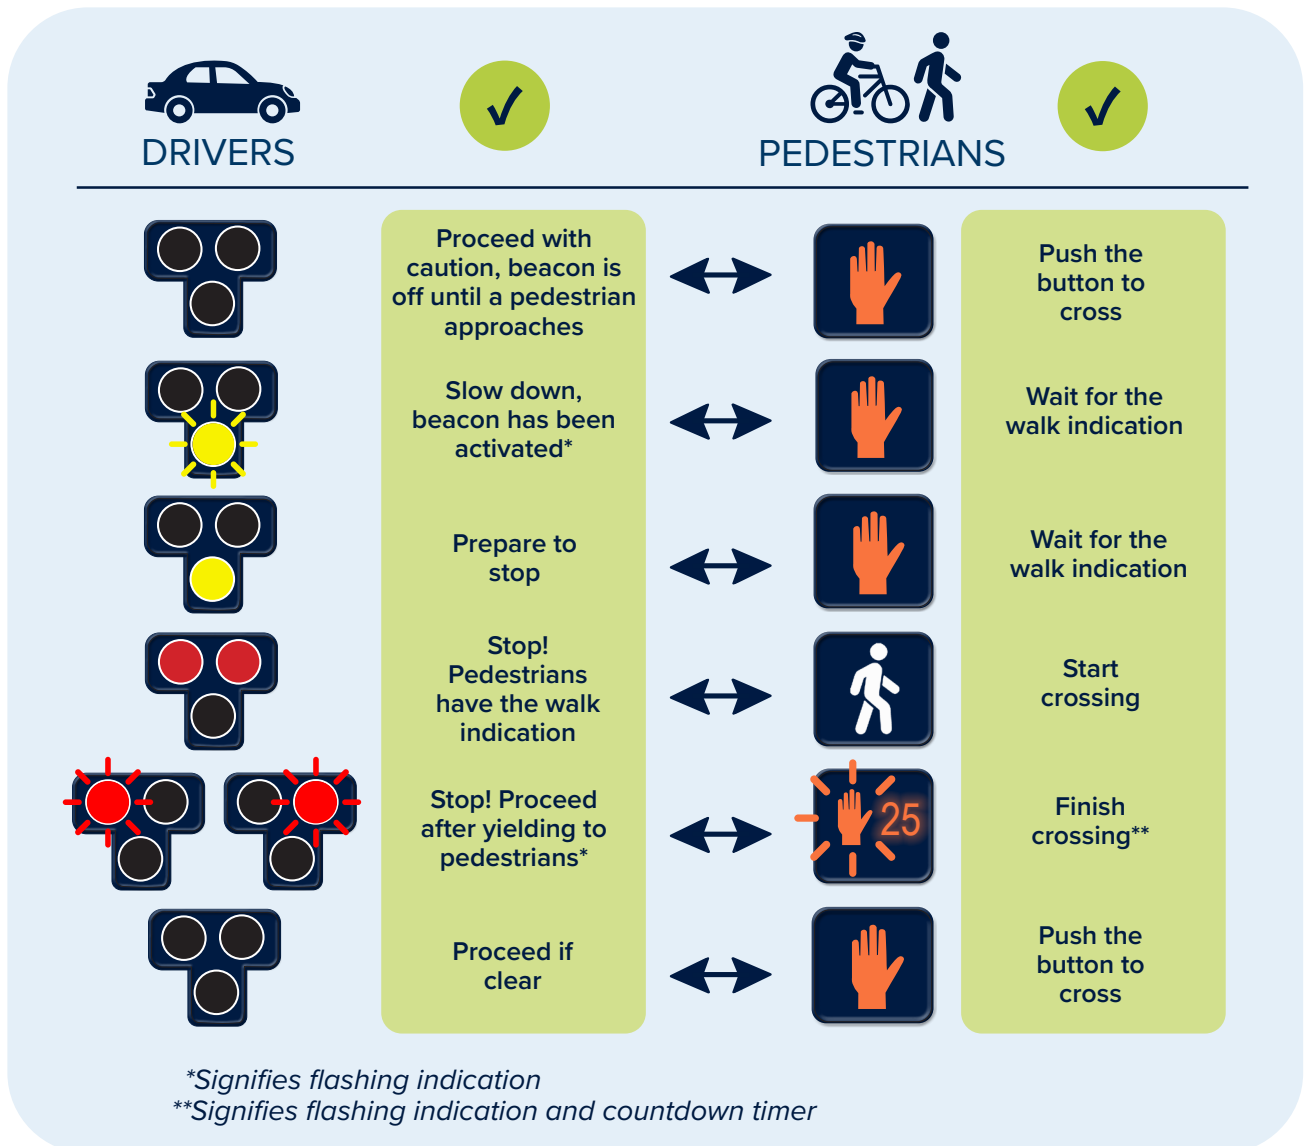 DRIVERS
PEDESTRIANS
Proceed with
caution, beacon is
off until a pedestrian
approaches
Push the
button to
cross
Slow down,
beacon has been
activated*
Wait for the
walk indication
Prepare to
stop
Wait for the
walk indication
Stop!
Pedestrians
have the walk
indication
Start
crossing
Stop! Proceed
after yielding to
pedestrians*
25
Finish
crossing**
Proceed if
clear
Push the
button to
cross
*Signifies flashing indication
**Signifies flashing indication and countdown timer